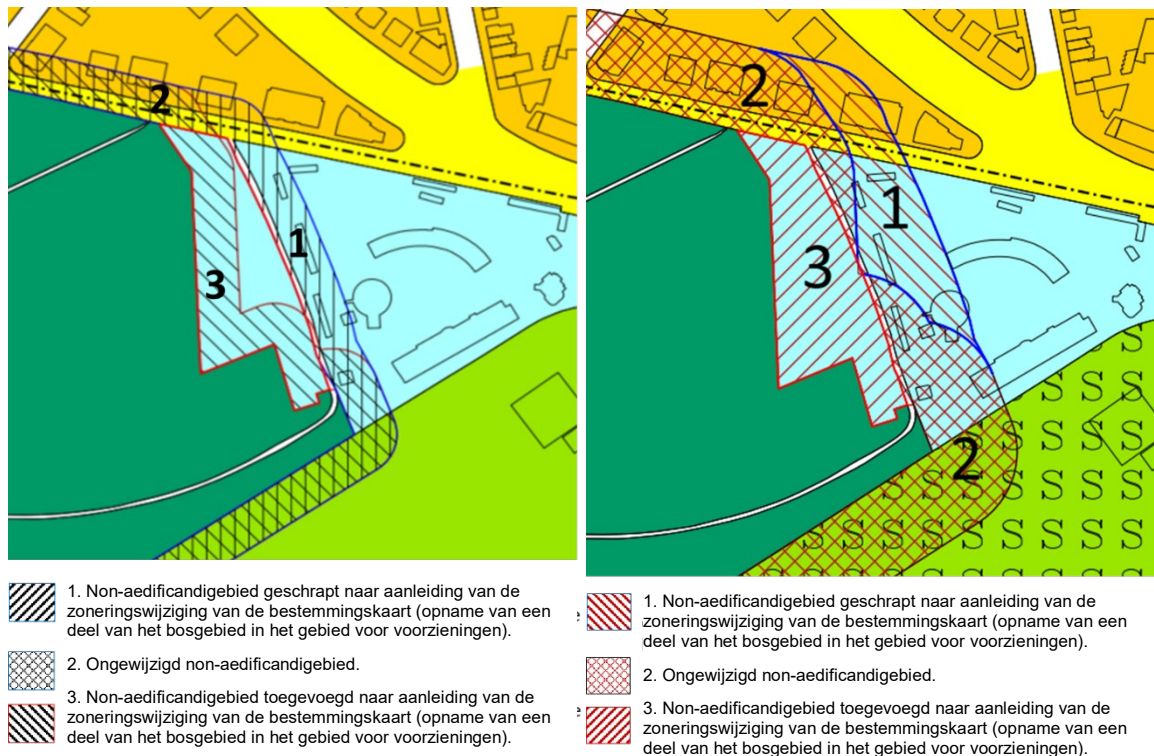 2
1
3
1. Non-aedificandigebied geschrapt naar aanleiding van de
zoneringswijziging van de bestemmingskaart (opname van een
deel van het bosgebied in het gebied voor voorzieningen).
2. Ongewijzigd non-aedificandigebied.
3. Non-aedificandigebied toegevoegd naar aanleiding van de
zoneringswijziging van de bestemmingskaart (opname van een
deel van het bosgebied in het gebied voor voorzieningen).
2
1
3
2
S
S S
S S S
S S S S
S S S S S
S S S S S S
S S S S S S S
1. Non-aedificandigebied geschrapt naar aanleiding van de
zoneringswijziging van de bestemmingskaart (opname van een
deel van het bosgebied in het gebied voor voorzieningen).
2. Ongewijzigd non-aedificandigebied.
3. Non-aedificandigebied toegevoegd naar aanleiding van de
zoneringswijziging van de bestemmingskaart (opname van een
deel van het bosgebied in het gebied voor voorzieningen).